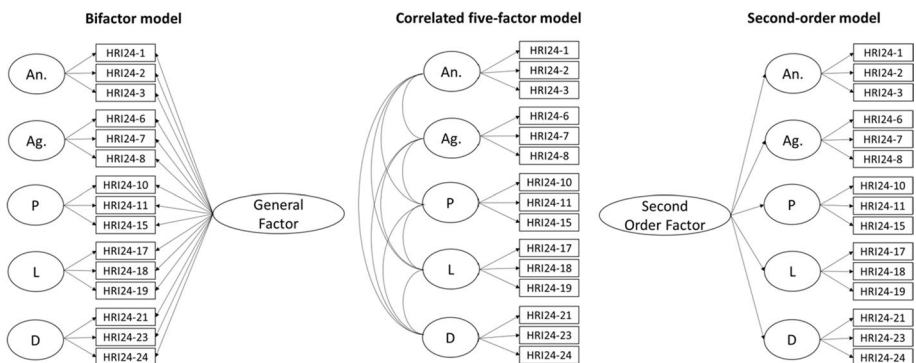 Bifactor model
An.
HRI24-1
HRI24-2
HRI24-3
Ag.
HRI24-6
HRI24-7
HRI24-8
P
HRI24-10
HRI24-11
HRI24-15
L
HRI24-17
HRI24-18
HRI24-19
D
HRI24-21
HRI24-23
HRI24-24
General
Factor
Correlated five-factor model
An.
HRI24-1
HRI24-2
HRI24-3
Ag.
HRI24-6
HRI24-7
HRI24-8
P
HRI24-10
HRI24-11
HRI24-15
L
HRI24-17
HRI24-18
HRI24-19
D
HRI24-21
HRI24-23
HRI24-24
Second-order model
Second
Order Factor
An.
HRI24-1
HRI24-2
HRI24-3
Ag.
HRI24-6
HRI24-7
HRI24-8
P
HRI24-10
HRI24-11
HRI24-15
L
HRI24-17
HRI24-18
HRI24-19
D
HRI24-21
HRI24-23
HRI24-24